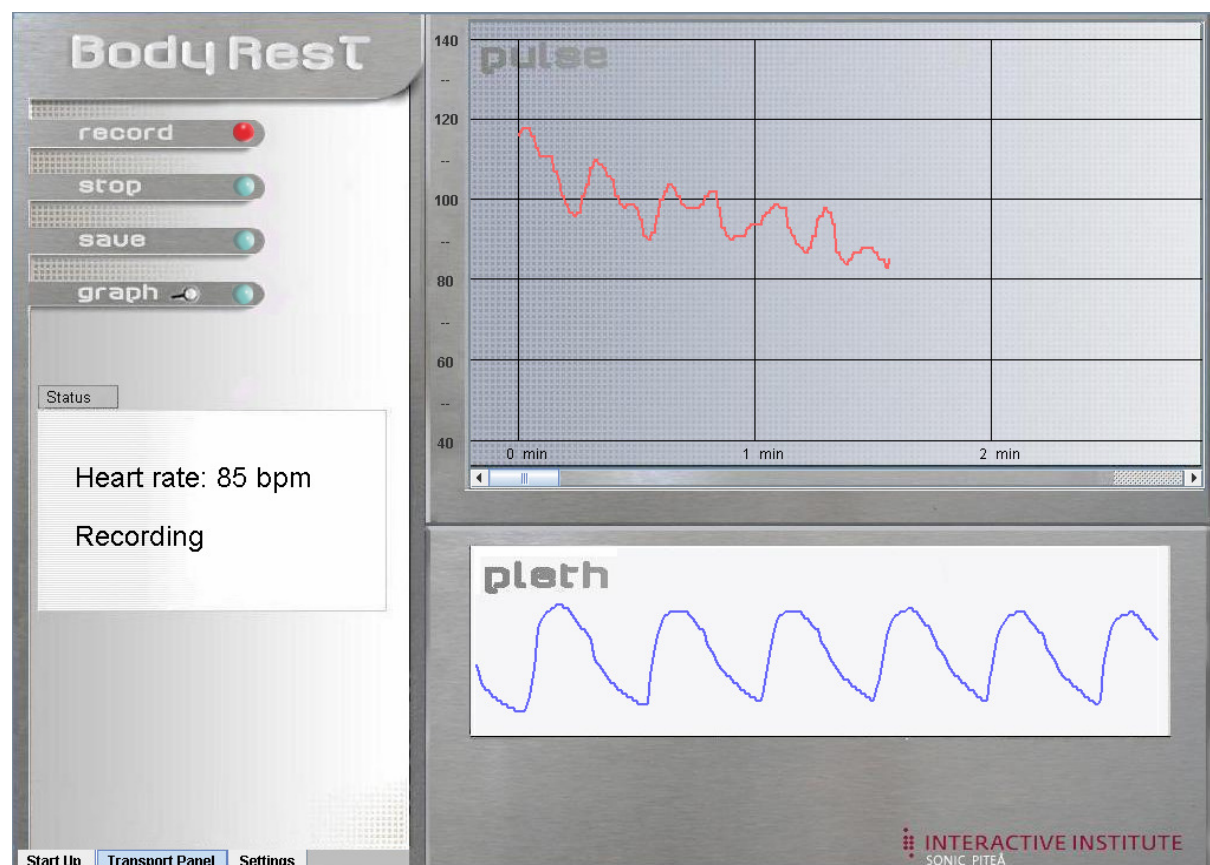 Body Rest
record
stop
save
graph
Status
Heart rate: 85 bpm
Recording
Start Up Transport Panel Settings
pulse
140
--
120
--
100
--
80
--
60
--
40
0 min 1 min 2 min
pleth
INTERACTIVE INSTITUTE
SONIC PITEÅ